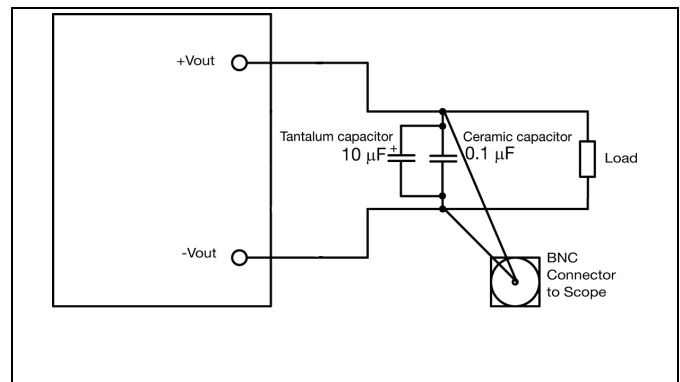 +Vout
Tantalum capacitor
10 μF
+
Ceramic capacitor
0.1 μF
Load
-Vout
BNC
Connector
to Scope